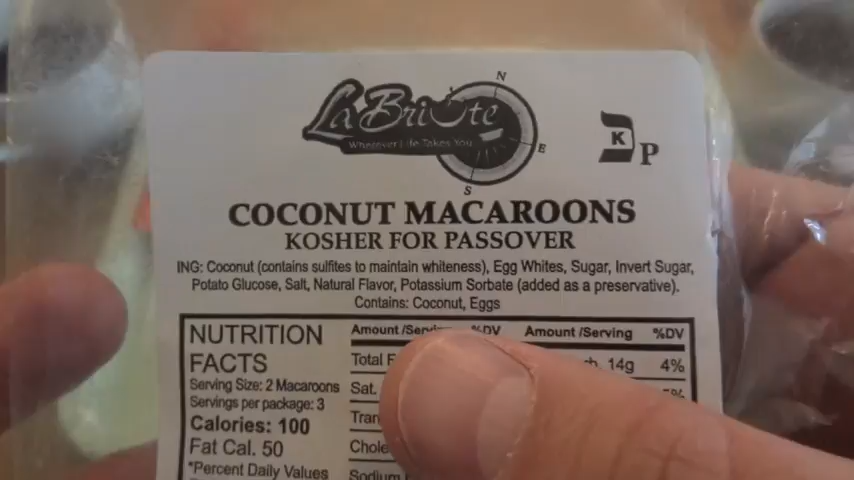 N
La Briute
Wherever Life Takes You
E
S
K P
COCONUT MACAROONS
KOSHER FOR PASSOVER
ING: Coconut (contains sulfites to maintain whiteness), Egg Whites, Sugar, Invert Sugar,
Potato Glucose, Salt, Natural Flavor, Potassium Sorbate (added as a preservative).
Contains: Coconut, Eggs
NUTRITION
FACTS
Serving Size: 2 Macaroons
Servings per package: 3
Calories: 100
Fat Cal. 50
*Percent Daily Values
Amount /Serving %DV Amount /Serving %DV
Total 14g 4%
Sat.
Sodium